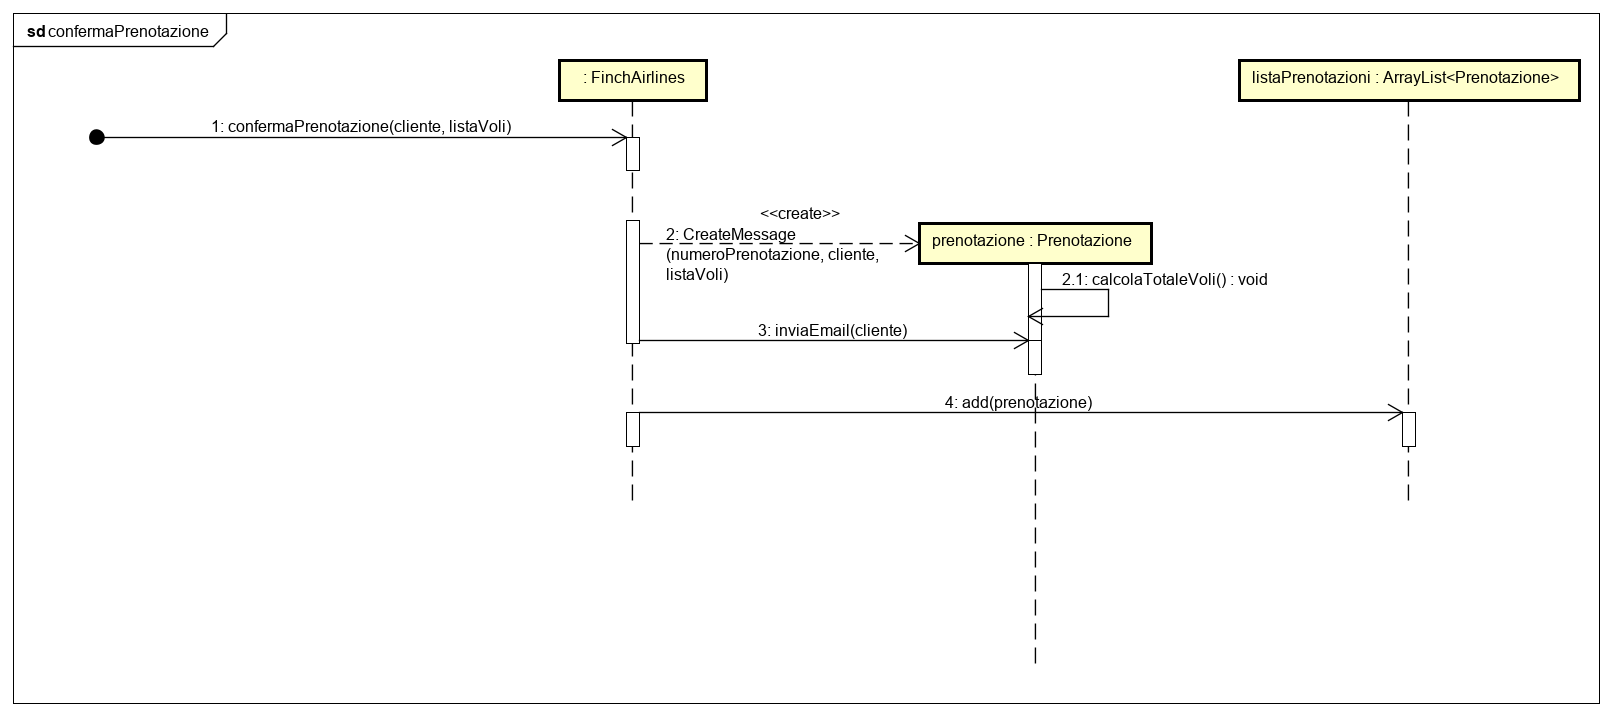 sd confermaPrenotazione
: FinchAirlines
listaPrenotazioni : ArrayList<Prenotazione>
1: confermaPrenotazione(cliente, listaVoli)
<<create>>
2: CreateMessage
(numeroPrenotazione, cliente,
listaVoli)
prenotazione : Prenotazione
2.1: calcolaTotaleVoli() : void
3: inviaEmail(cliente)
4: add(prenotazione)